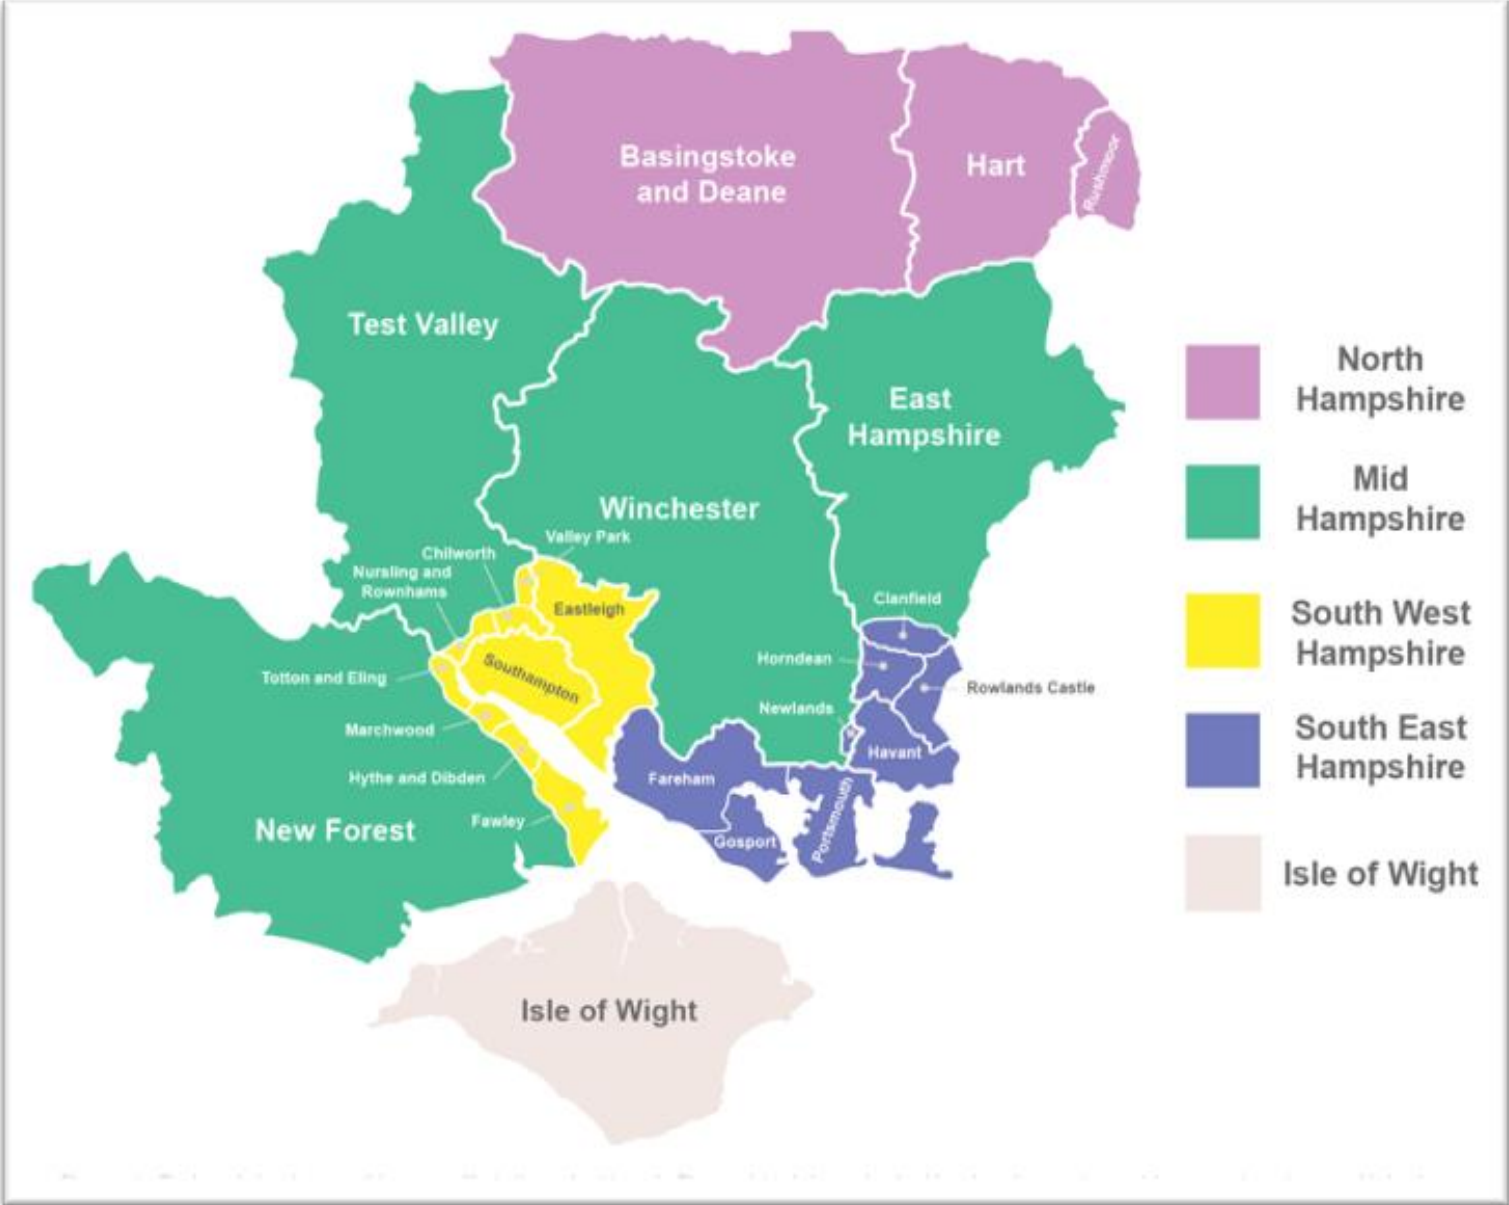 Basingstoke
and Deane
Hart
Rushmoor
Test Valley
East
Hampshire
Winchester
Valley Park
Chilworth
Nursling and
Rownhams
Eastleigh
Southampton
Totton and Eling
Marchwood
Hythe and Dibden
Fawley
New Forest
Clanfield
Horndean
Rowlands Castle
Newlands
Havant
Fareham
Gosport
Portsmouth
Isle of Wight
North
Hampshire
Mid
Hampshire
South West
Hampshire
South East
Hampshire
Isle of Wight